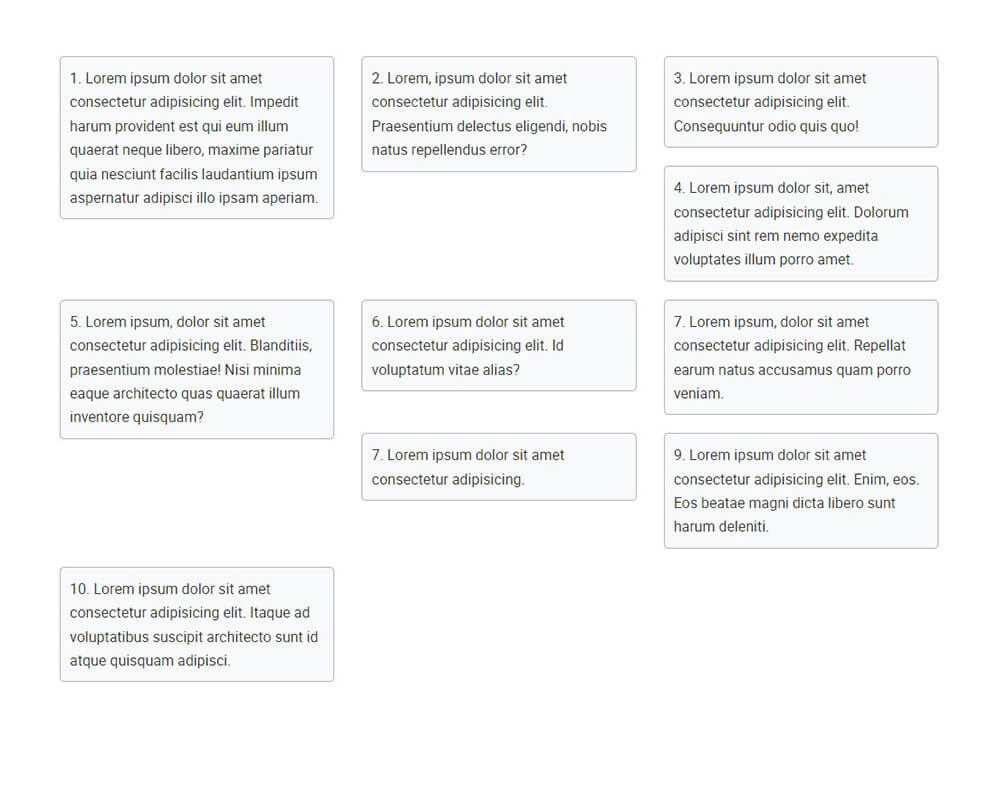 1. Lorem ipsum dolor sit amet
consectetur adipisicing elit. Impedit
harum provident est qui eum illum
quaerat neque libero, maxime pariatur
quia nesciunt facilis laudantium ipsum
aspernatur adipisci illo ipsam aperiam.
2. Lorem, ipsum dolor sit amet
consectetur adipisicing elit.
Praesentium delectus eligendi, nobis
natus repellendus error?
3. Lorem ipsum dolor sit amet
consectetur adipisicing elit.
Consequuntur odio quis quo!
4. Lorem ipsum dolor sit, amet
consectetur adipisicing elit. Dolorum
adipisci sint rem nemo expedita
voluptates illum porro amet.
5. Lorem ipsum, dolor sit amet
consectetur adipisicing elit. Blanditiis,
praesentium molestiae! Nisi minima
eaque architecto quas quaerat illum
inventore quisquam?
6. Lorem ipsum dolor sit amet
consectetur adipisicing elit. Id
voluptatum vitae alias?
7. Lorem ipsum, dolor sit amet
consectetur adipisicing elit. Repellat
earum natus accusamus quam porro
veniam.
7. Lorem ipsum dolor sit amet
consectetur adipisicing.
9. Lorem ipsum dolor sit amet
consectetur adipisicing elit. Enim, eos.
Eos beatae magni dicta libero sunt
harum deleniti.
10. Lorem ipsum dolor sit amet
consectetur adipisicing elit. Itaque ad
voluptatibus suscipit architecto sunt id
atque quisquam adipisci.